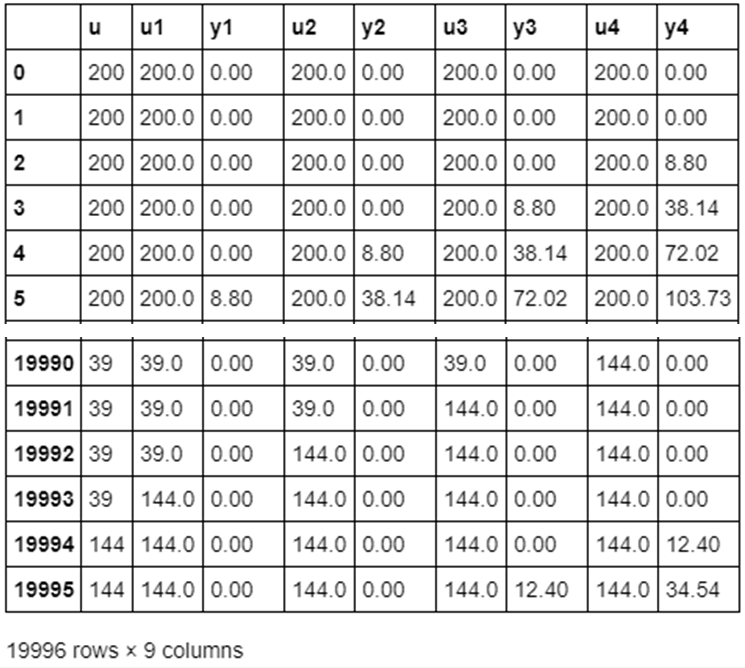 u u1 y1 u2 y2 u3 y3 u4 y4
0 200 200.0 0.00 200.0 0.00 200.0 0.00 200.0 0.00
1 200 200.0 0.00 200.0 0.00 200.0 0.00 200.0 0.00
2 200 200.0 0.00 200.0 0.00 200.0 0.00 200.0 8.80
3 200 200.0 0.00 200.0 0.00 200.0 8.80 200.0 38.14
4 200 200.0 0.00 200.0 8.80 200.0 38.14 200.0 72.02
5 200 200.0 8.80 200.0 38.14 200.0 72.02 200.0 103.73
19990 39 39.0 0.00 39.0 0.00 39.0 0.00 144.0 0.00
19991 39 39.0 0.00 39.0 0.00 144.0 0.00 144.0 0.00
19992 39 39.0 0.00 144.0 0.00 144.0 0.00 144.0 0.00
19993 39 144.0 0.00 144.0 0.00 144.0 0.00 144.0 0.00
19994 144 144.0 0.00 144.0 0.00 144.0 0.00 144.0 12.40
19995 144 144.0 0.00 144.0 0.00 144.0 12.40 144.0 34.54
19996 rows × 9 columns